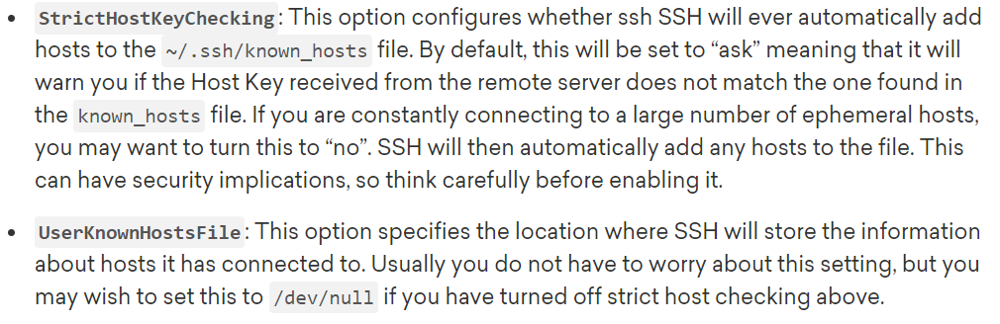 • StrictHostKeyChecking: This option configures whether ssh SSH will ever automatically add
hosts to the ~/.ssh/known_hosts file. By default, this will be set to “ask” meaning that it will
warn you if the Host Key received from the remote server does not match the one found in
the known_hosts file. If you are constantly connecting to a large number of ephemeral hosts,
you may want to turn this to “no”. SSH will then automatically add any hosts to the file. This
can have security implications, so think carefully before enabling it.
• UserKnownHostsFile: This option specifies the location where SSH will store the information
about hosts it has connected to. Usually you do not have to worry about this setting, but you
may wish to set this to /dev/null if you have turned off strict host checking above.